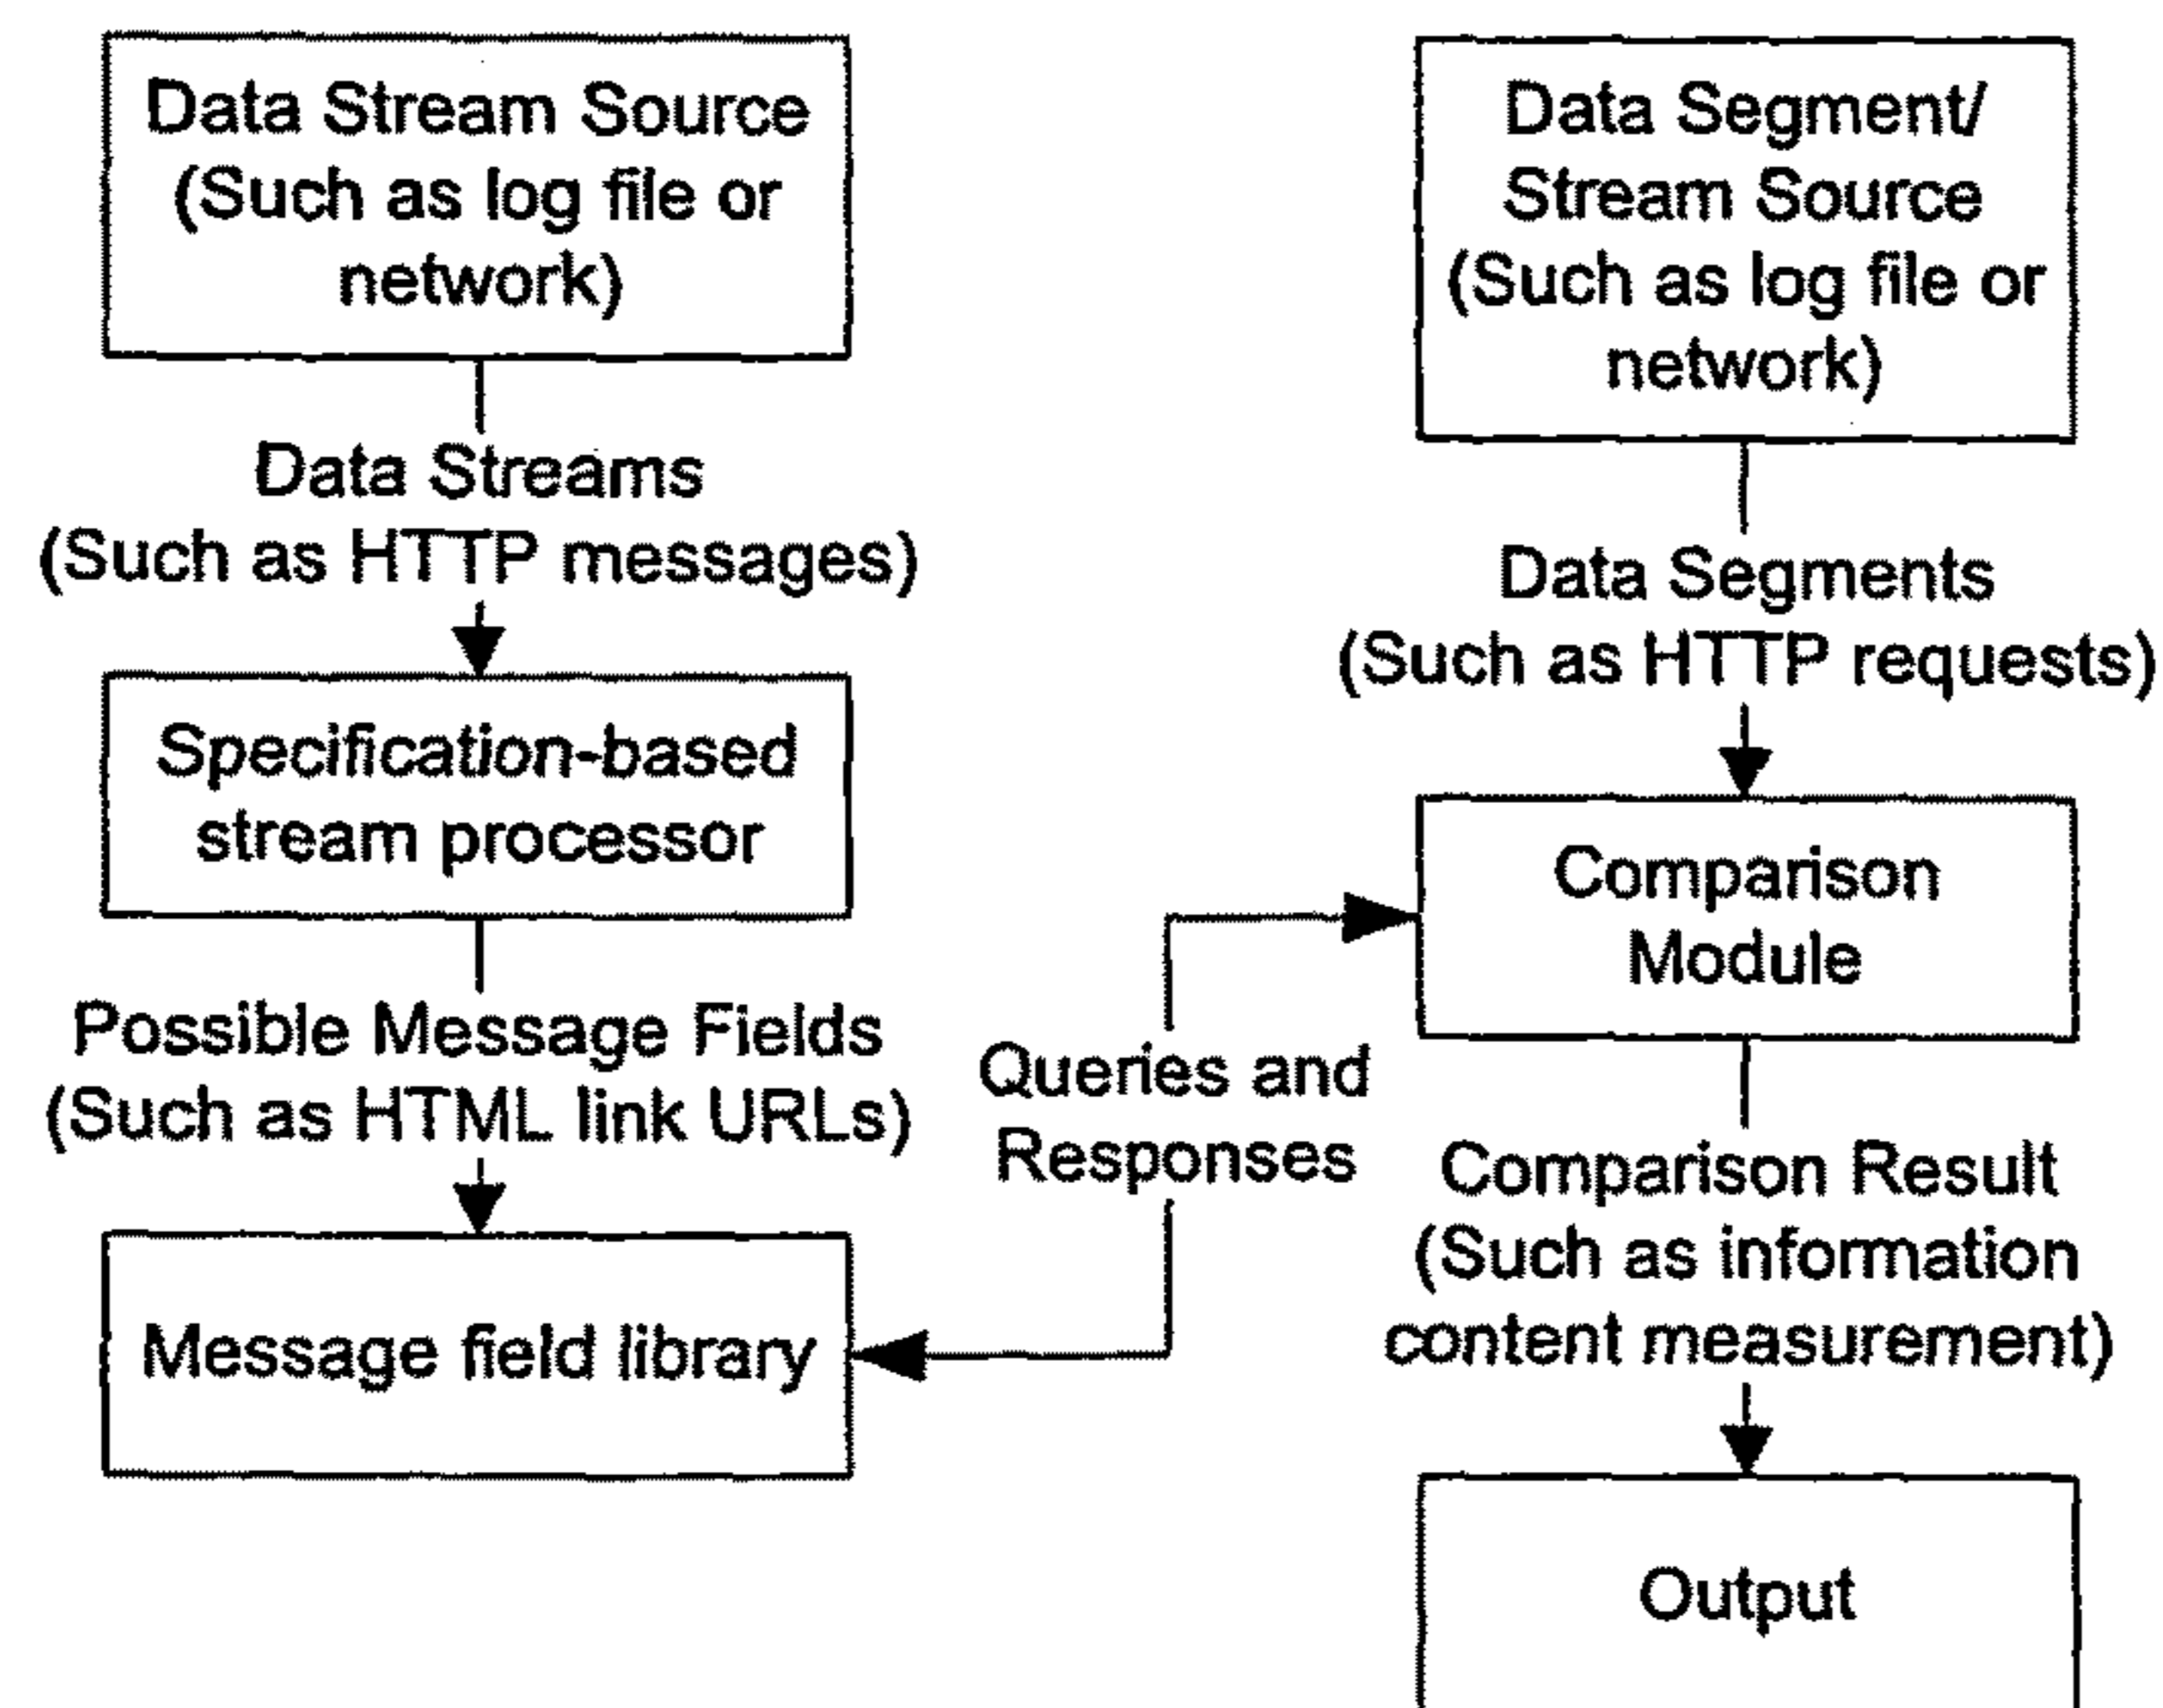 Data Stream Source
(Such as log file or
network)
Data Streams
(Such as HTTP messages)
Specification-based
stream processor
Possible Message Fields
(Such as HTML link URLs)
Message field library
Queries and
Responses
Data Segment/
Stream Source
(Such as log file or
network)
Data Segments
(Such as HTTP requests)
Comparison
Module
Comparison Result
(Such as information
content measurement)
Output